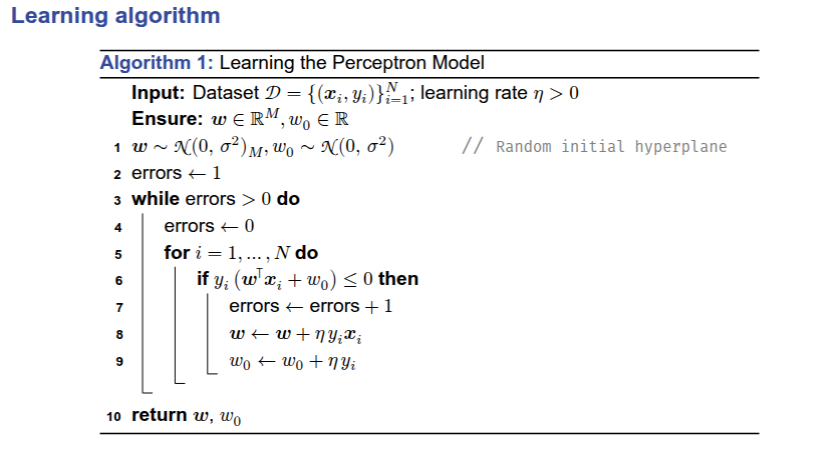 Learning algorithm
Algorithm 1: Learning the Perceptron Model
Input: Dataset 𝒟 = {(𝒙ᵢ, yᵢ)}ᵢ₌₁ᴺ; learning rate η > 0
Ensure: 𝒘 ∈ ℝᴹ, w₀ ∈ ℝ
1 𝒘 ∼ 𝒩(0, σ²)_M, w₀ ∼ 𝒩(0, σ²) // Random initial hyperplane
2 errors ← 1
3 while errors > 0 do
4 errors ← 0
5 for i = 1, … , N do
6 if yᵢ (𝒘ᵀ𝒙ᵢ + w₀) ≤ 0 then
7 errors ← errors + 1
8 𝒘 ← 𝒘 + η yᵢ𝒙ᵢ
9 w₀ ← w₀ + η yᵢ
10 return 𝒘, w₀